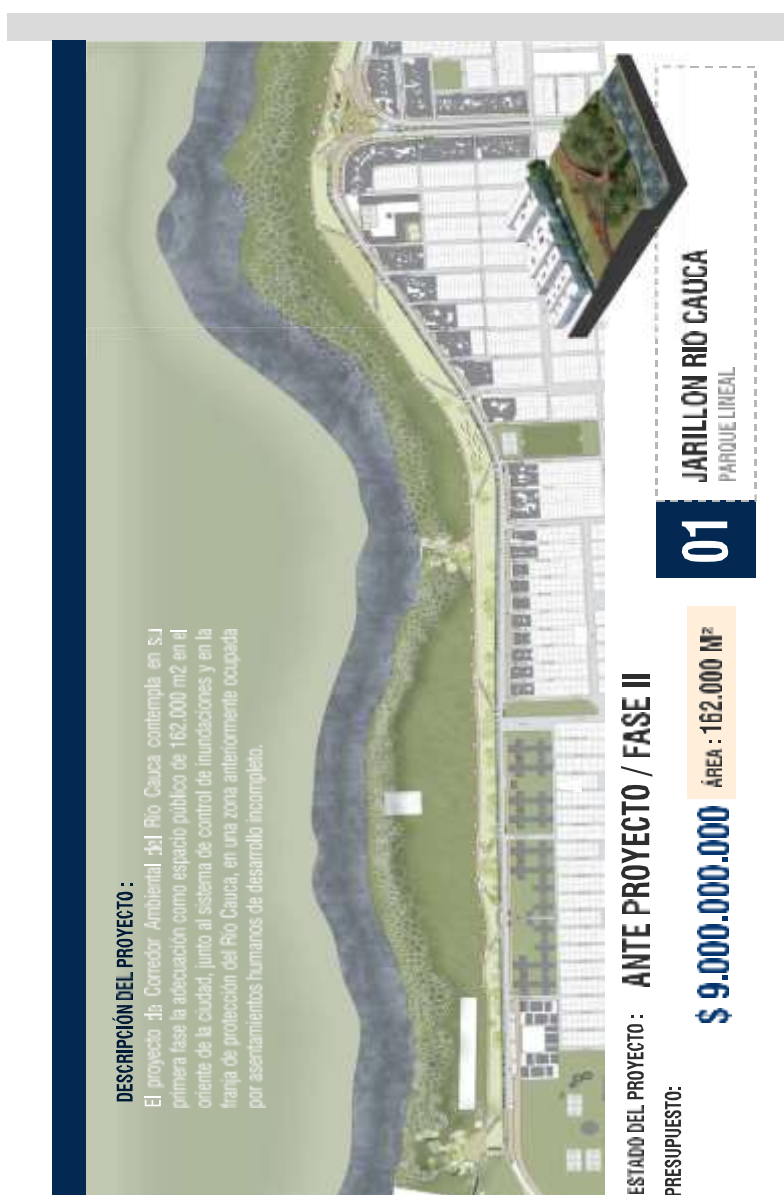 DESCRIPCIÓN DEL PROYECTO :
El proyecto de Corredor Ambiental del Río Cauca contempla en su
primera fase la adecuación como espacio público de 162.000 m2 en el
oriente de la ciudad, junto al sistema de control de inundaciones y en la
franja de protección del Río Cauca, en una zona anteriormente ocupada
por asentamientos humanos de desarrollo incompleto.
ESTADO DEL PROYECTO : ANTE PROYECTO / FASE II
PRESUPUESTO:
$ 9.000.000.000 ÁREA : 162.000 M²
01
JARILLON RIO CAUCA
PARQUE LINEAL